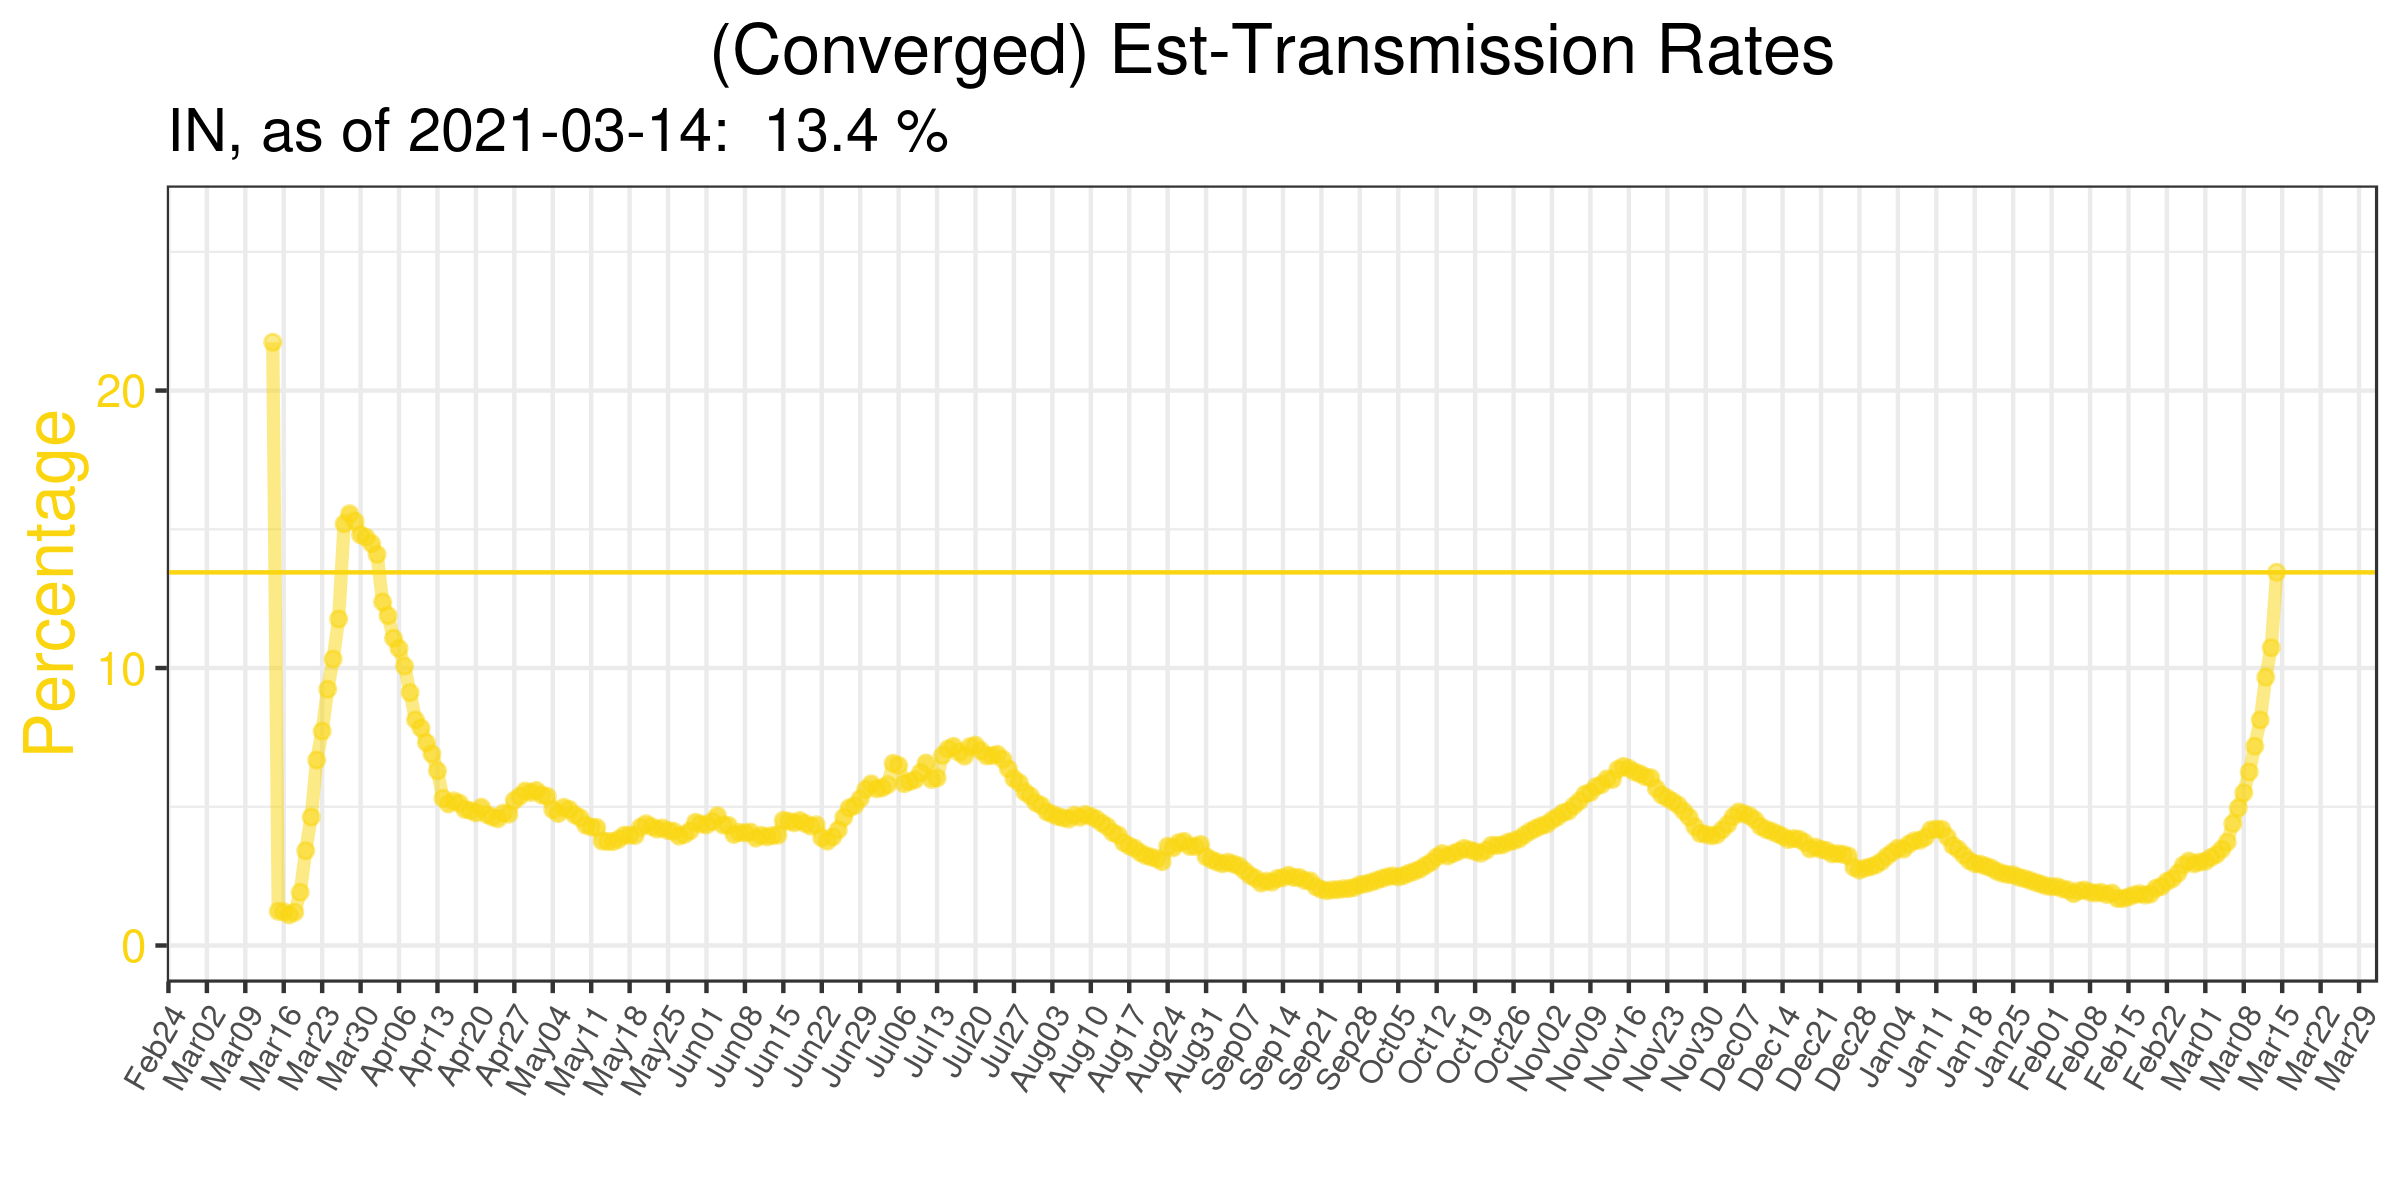 (Converged) Est-Transmission Rates
IN, as of 2021-03-14:  13.4 %
Percentage
20
10
0
Feb24
Mar02
Mar09
Mar16
Mar23
Mar30
Apr06
Apr13
Apr20
Apr27
May04
May11
May18
May25
Jun01
Jun08
Jun15
Jun22
Jun29
Jul06
Jul13
Jul20
Jul27
Aug03
Aug10
Aug17
Aug24
Aug31
Sep07
Sep14
Sep21
Sep28
Oct05
Oct12
Oct19
Oct26
Nov02
Nov09
Nov16
Nov23
Nov30
Dec07
Dec14
Dec21
Dec28
Jan04
Jan11
Jan18
Jan25
Feb01
Feb08
Feb15
Feb22
Mar01
Mar08
Mar15
Mar22
Mar29